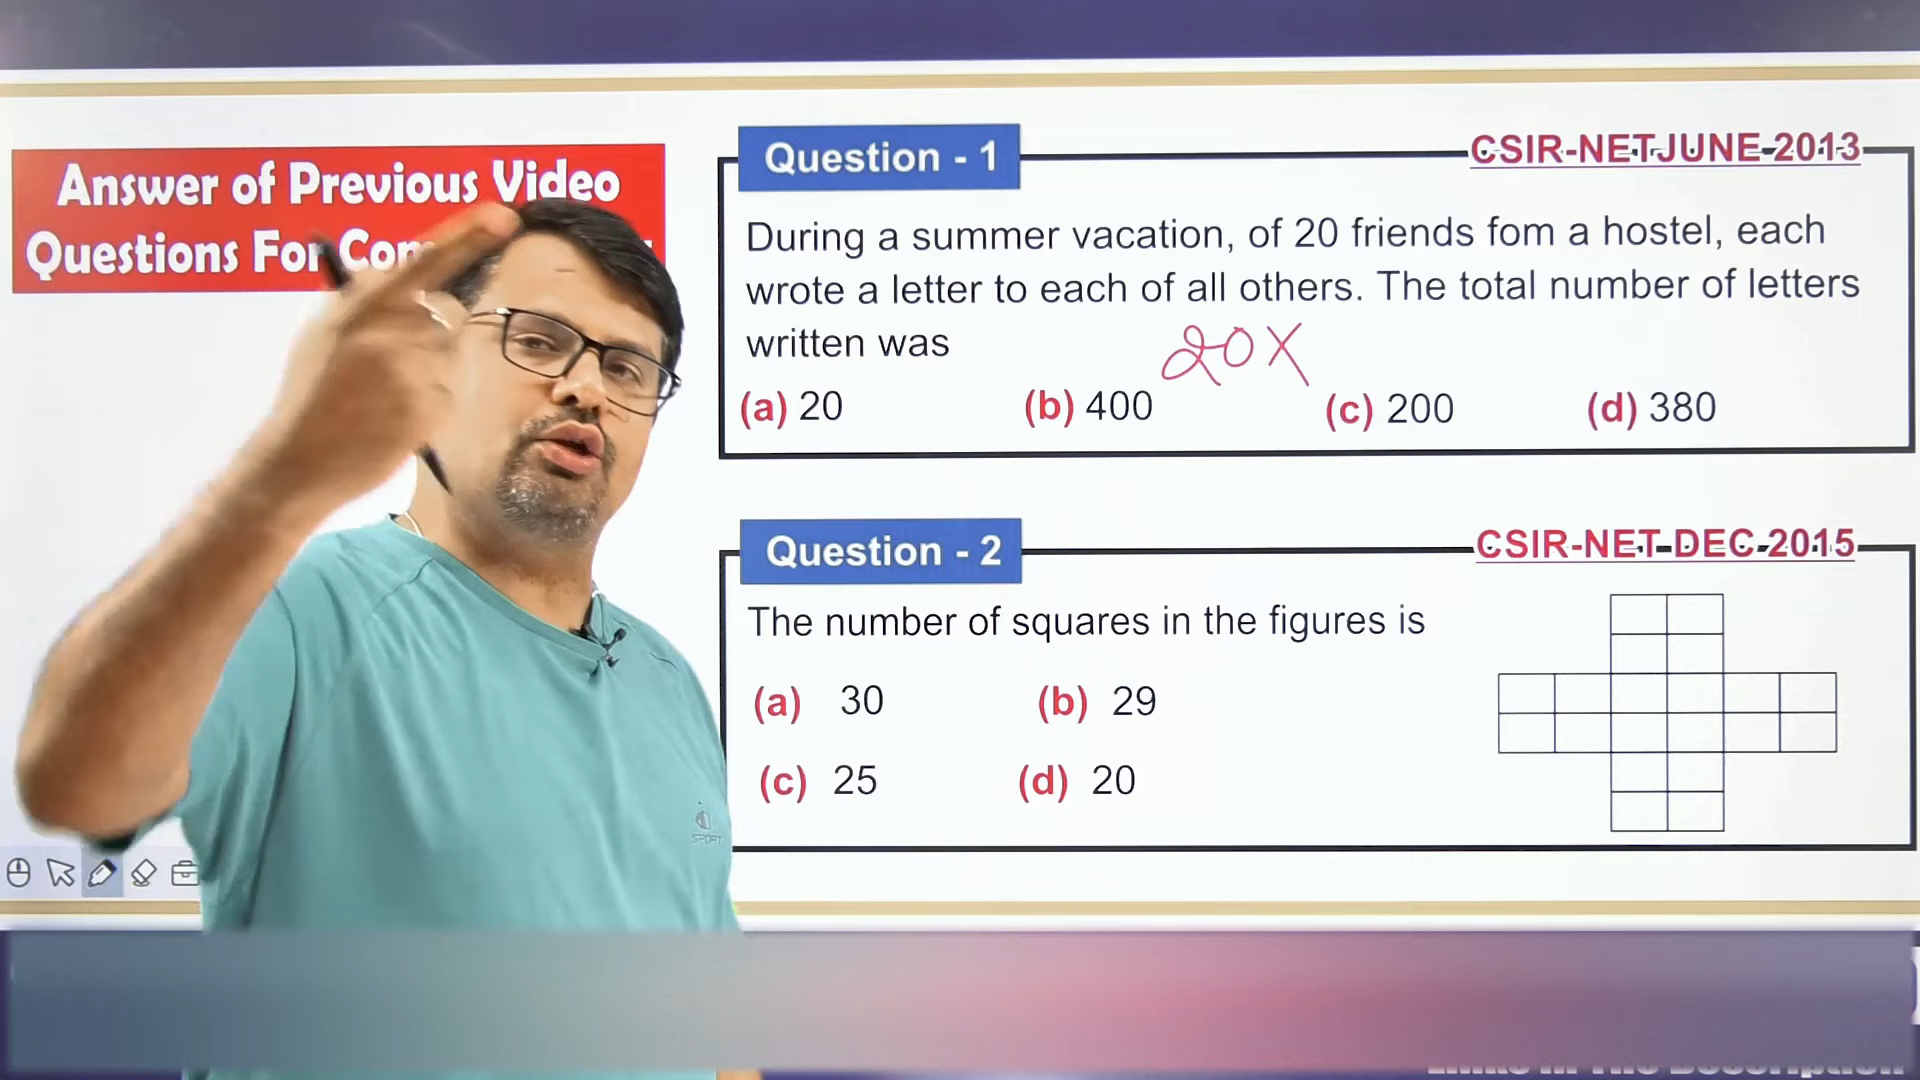 Answer of Previous Video
Questions For
Question - 1
CSIR-NET-JUNE-2013
During a summer vacation, of 20 friends fom a hostel, each
wrote a letter to each of all others. The total number of letters
written was
20X
(a) 20 (b) 400 (c) 200 (d) 380
Question - 2
CSIR-NET-DEC-2015
The number of squares in the figures is
(a) 30 (b) 29
(c) 25 (d) 20
SPORT